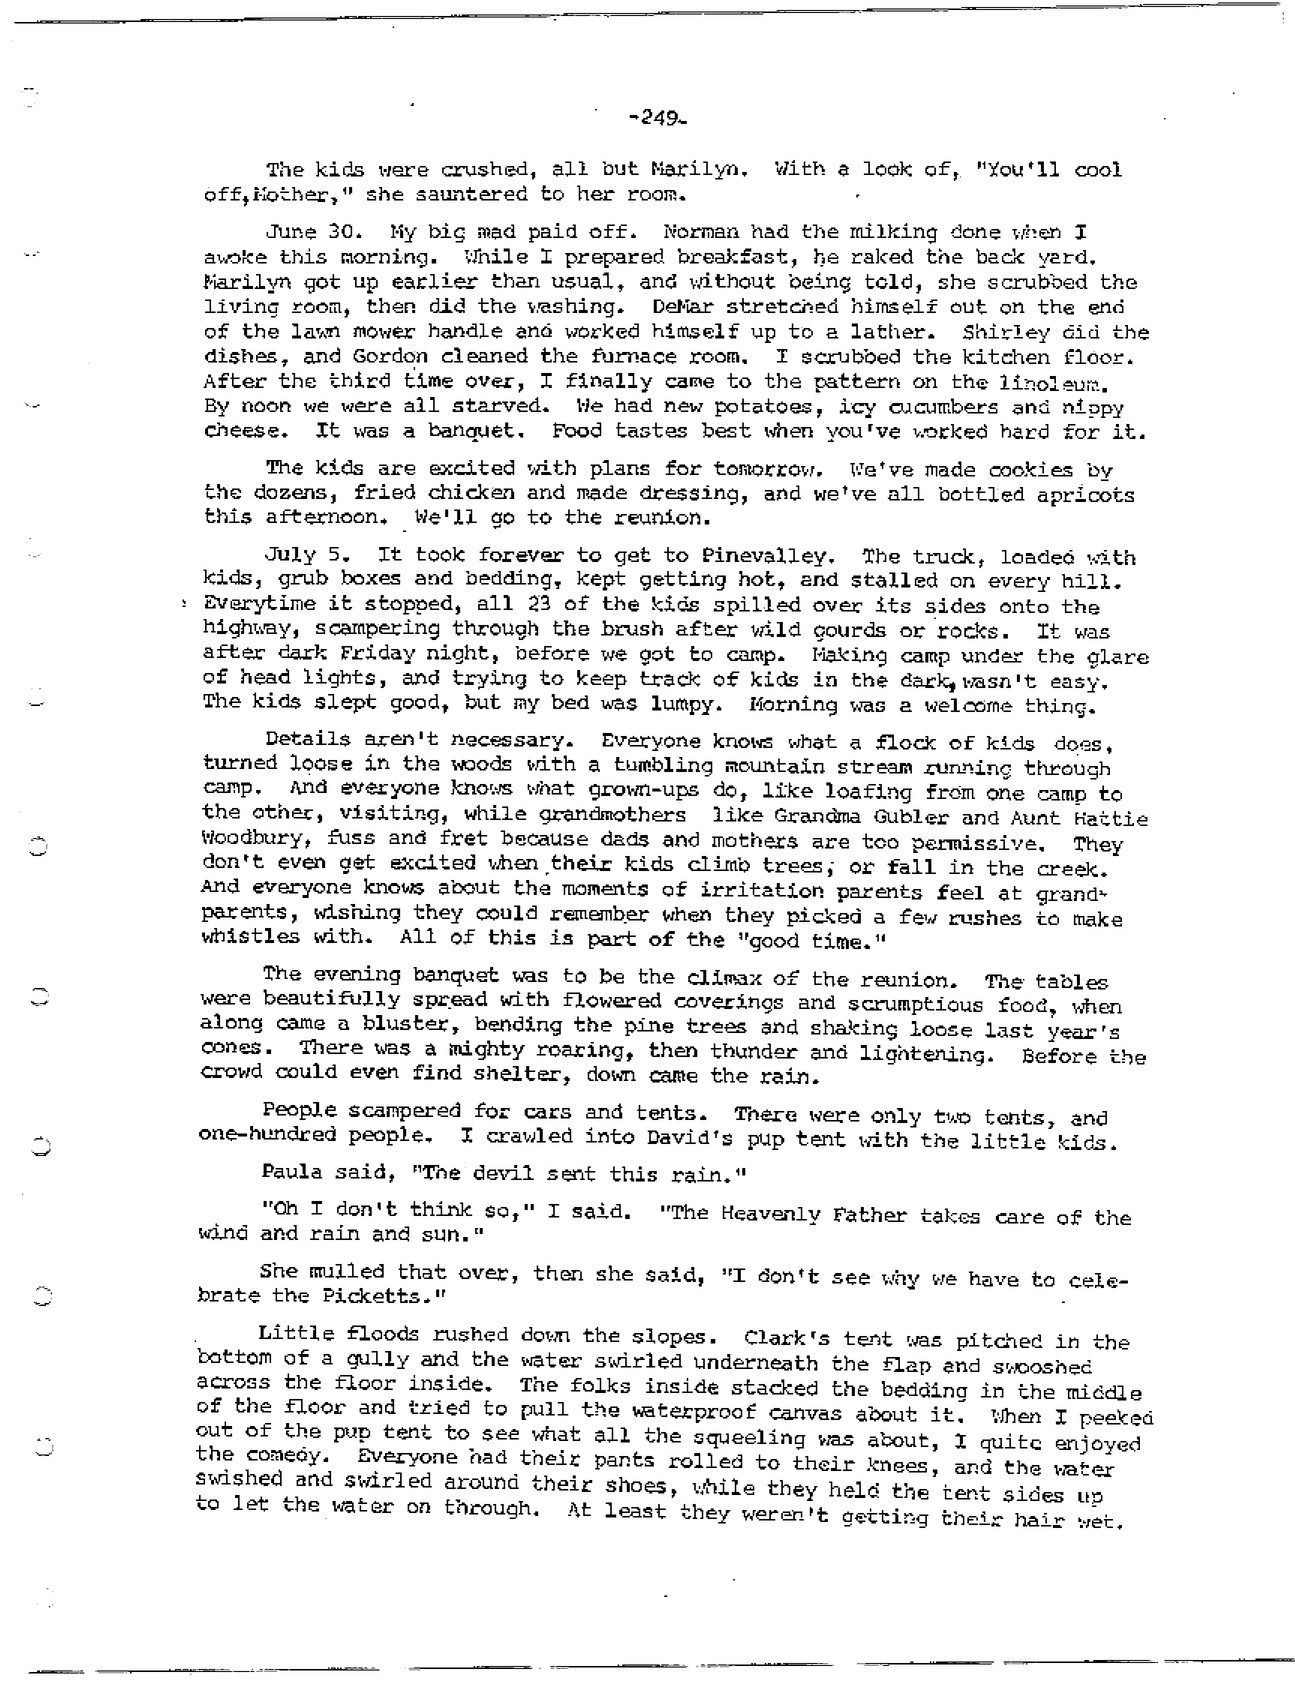 -249-
The kids were crushed, all but Marilyn. With a look of, "You'll cool
off, Mother," she sauntered to her room.
June 30. My big mad paid off. Norman had the milking done when I
awoke this morning. While I prepared breakfast, he raked the back yard.
Marilyn got up earlier than usual, and without being told, she scrubbed the
living room, then did the washing. DeMar stretched himself out on the end
of the lawn mower handle and worked himself up to a lather. Shirley did the
dishes, and Gordon cleaned the furnace room. I scrubbed the kitchen floor.
After the third time over, I finally came to the pattern on the linoleum.
By noon we were all starved. We had new potatoes, icy cucumbers and nippy
cheese. It was a banquet. Food tastes best when you've worked hard for it.
The kids are excited with plans for tomorrow. We've made cookies by
the dozens, fried chicken and made dressing, and we've all bottled apricots
this afternoon. We'll go to the reunion.
July 5. It took forever to get to Pinevalley. The truck, loaded with
kids, grub boxes and bedding, kept getting hot, and stalled on every hill.
Everytime it stopped, all 23 of the kids spilled over its sides onto the
highway, scampering through the brush after wild gourds or rocks. It was
after dark Friday night, before we got to camp. Making camp under the glare
of head lights, and trying to keep track of kids in the dark, wasn't easy.
The kids slept good, but my bed was lumpy. Morning was a welcome thing.
Details aren't necessary. Everyone knows what a flock of kids does,
turned loose in the woods with a tumbling mountain stream running through
camp. And everyone knows what grown-ups do, like loafing from one camp to
the other, visiting, while grandmothers like Grandma Gubler and Aunt Hattie
Woodbury, fuss and fret because dads and mothers are too permissive. They
don't even get excited when their kids climb trees, or fall in the creek.
And everyone knows about the moments of irritation parents feel at grand-
parents, wishing they could remember when they picked a few rushes to make
whistles with. All of this is part of the "good time."
The evening banquet was to be the climax of the reunion. The tables
were beautifully spread with flowered coverings and scrumptious food, when
along came a bluster, bending the pine trees and shaking loose last year's
cones. There was a mighty roaring, then thunder and lightening. Before the
crowd could even find shelter, down came the rain.
People scampered for cars and tents. There were only two tents, and
one-hundred people. I crawled into David's pup tent with the little kids.
Paula said, "The devil sent this rain."
"Oh I don't think so," I said. "The Heavenly Father takes care of the
wind and rain and sun."
She mulled that over, then she said, "I don't see why we have to cele-
brate the Picketts."
Little floods rushed down the slopes. Clark's tent was pitched in the
bottom of a gully and the water swirled underneath the flap and swooshed
across the floor inside. The folks inside stacked the bedding in the middle
of the floor and tried to pull the waterproof canvas about it. When I peeked
out of the pup tent to see what all the squeeling was about, I quite enjoyed
the comedy. Everyone had their pants rolled to their knees, and the water
swished and swirled around their shoes, while they held the tent sides up
to let the water on through. At least they weren't getting their hair wet.